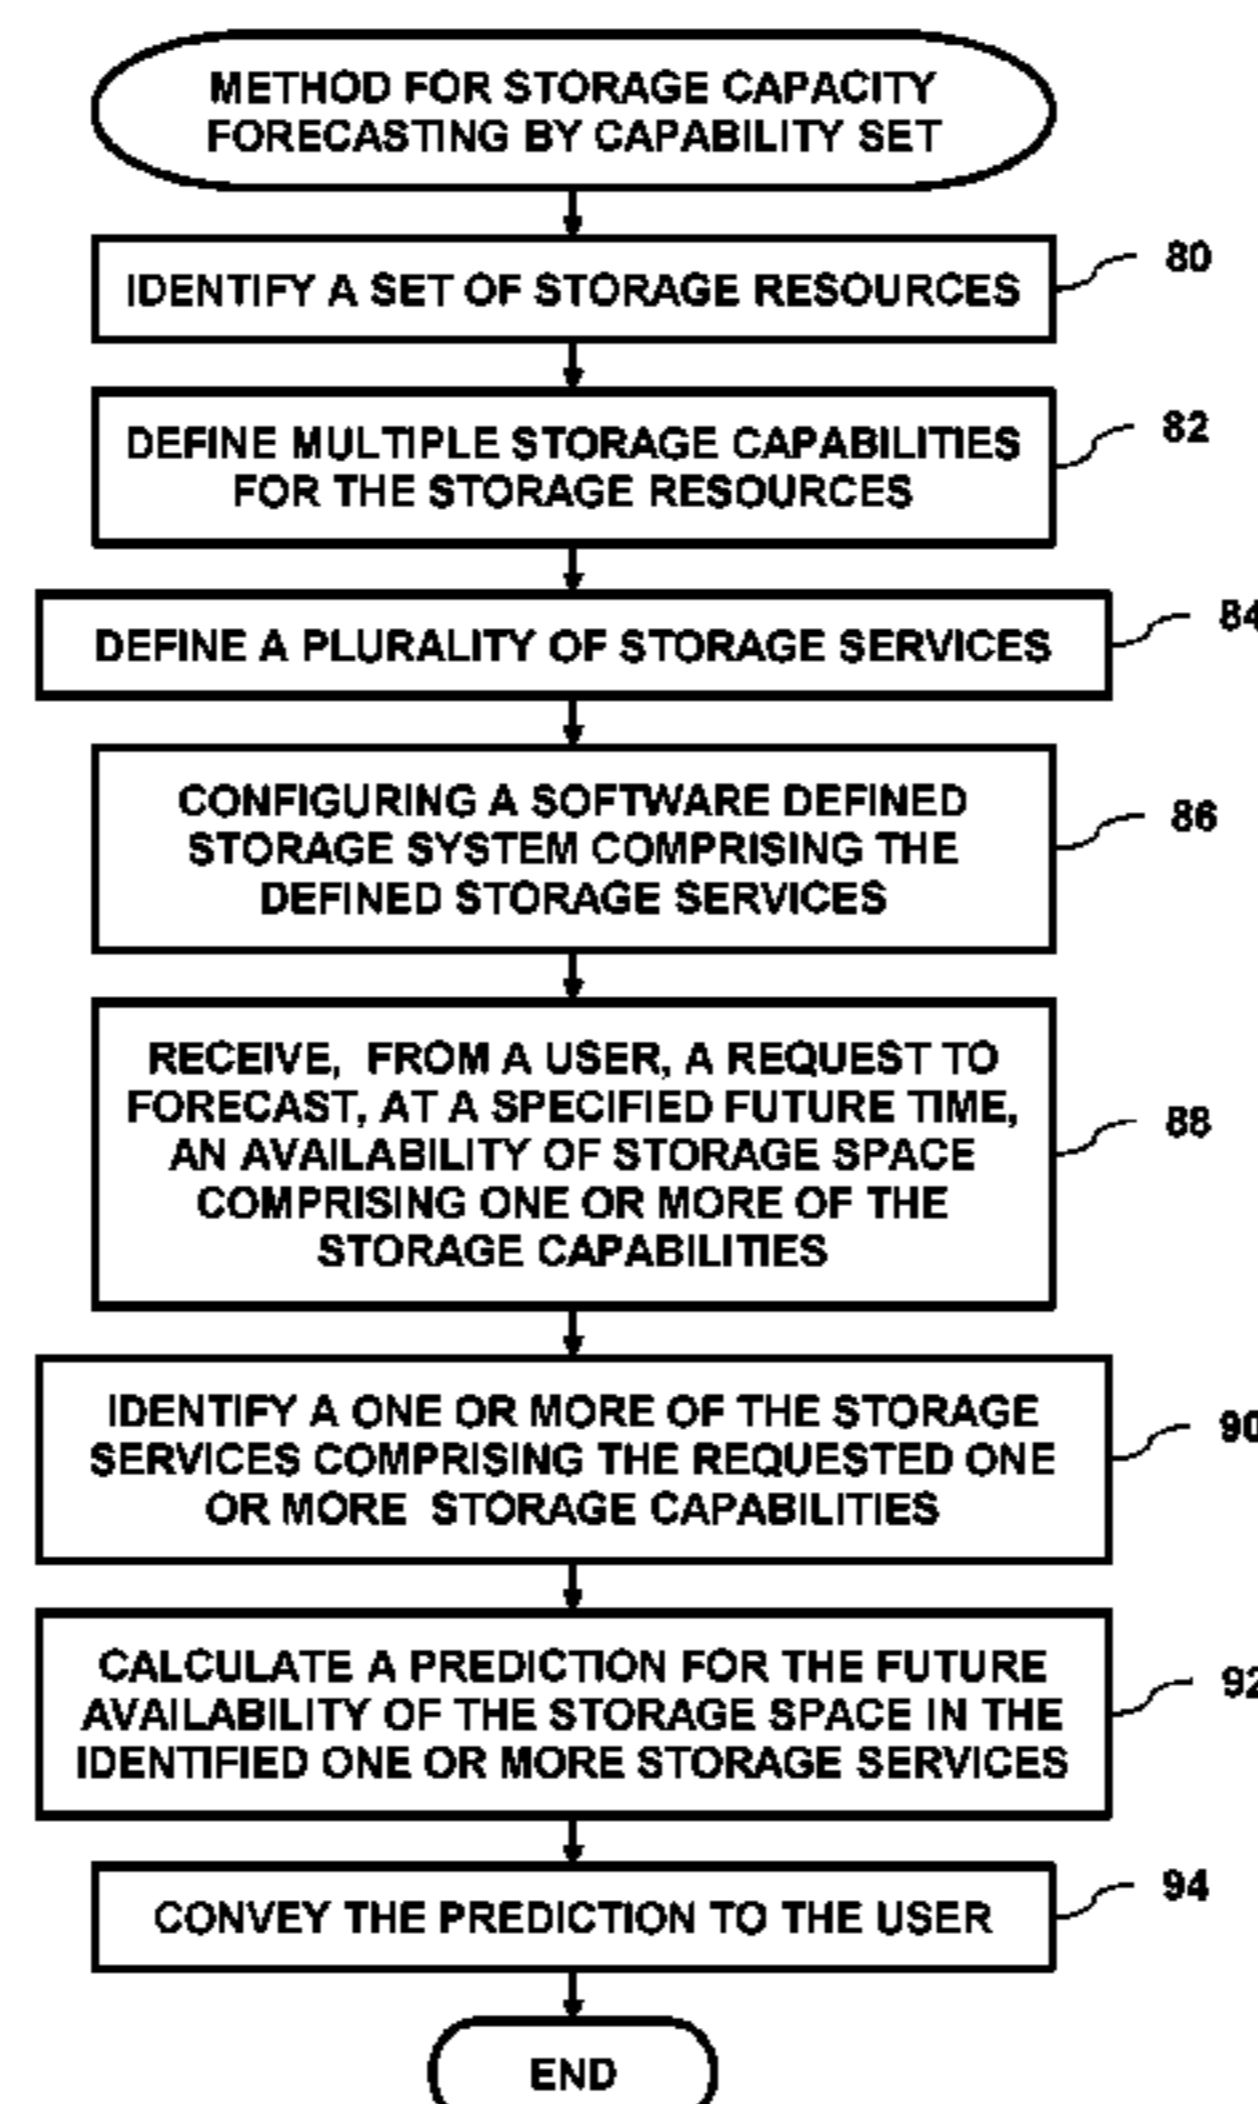 METHOD FOR STORAGE CAPACITY
FORECASTING BY CAPABILITY SET
IDENTIFY A SET OF STORAGE RESOURCES
80
DEFINE MULTIPLE STORAGE CAPABILITIES
FOR THE STORAGE RESOURCES
82
DEFINE A PLURALITY OF STORAGE SERVICES
84
CONFIGURING A SOFTWARE DEFINED
STORAGE SYSTEM COMPRISING THE
DEFINED STORAGE SERVICES
86
RECEIVE, FROM A USER, A REQUEST TO
FORECAST, AT A SPECIFIED FUTURE TIME,
AN AVAILABILITY OF STORAGE SPACE
COMPRISING ONE OR MORE OF THE
STORAGE CAPABILITIES
88
IDENTIFY A ONE OR MORE OF THE STORAGE
SERVICES COMPRISING THE REQUESTED ONE
OR MORE STORAGE CAPABILITIES
90
CALCULATE A PREDICTION FOR THE FUTURE
AVAILABILITY OF THE STORAGE SPACE IN THE
IDENTIFIED ONE OR MORE STORAGE SERVICES
92
CONVEY THE PREDICTION TO THE USER
94
END